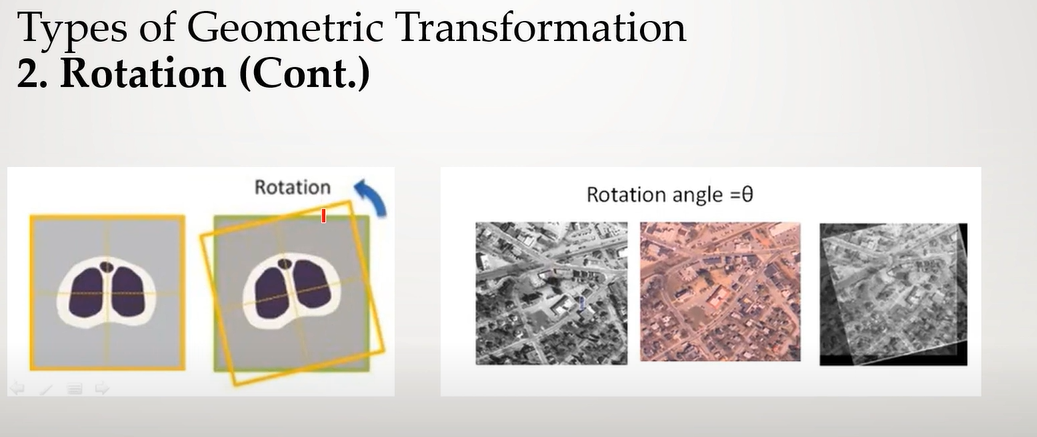 Types of Geometric Transformation
2. Rotation (Cont.)
Rotation
Rotation angle =θ